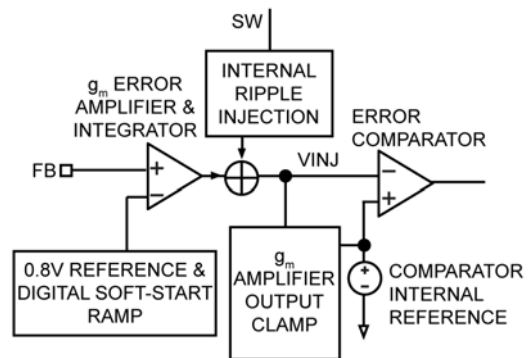 SW
INTERNAL
RIPPLE
INJECTION
gm ERROR
AMPLIFIER &
INTEGRATOR
ERROR
COMPARATOR
VINJ
FB
+
−
−
+
0.8V REFERENCE &
DIGITAL SOFT-START
RAMP
gm
AMPLIFIER
OUTPUT
CLAMP
+
−
COMPARATOR
INTERNAL
REFERENCE